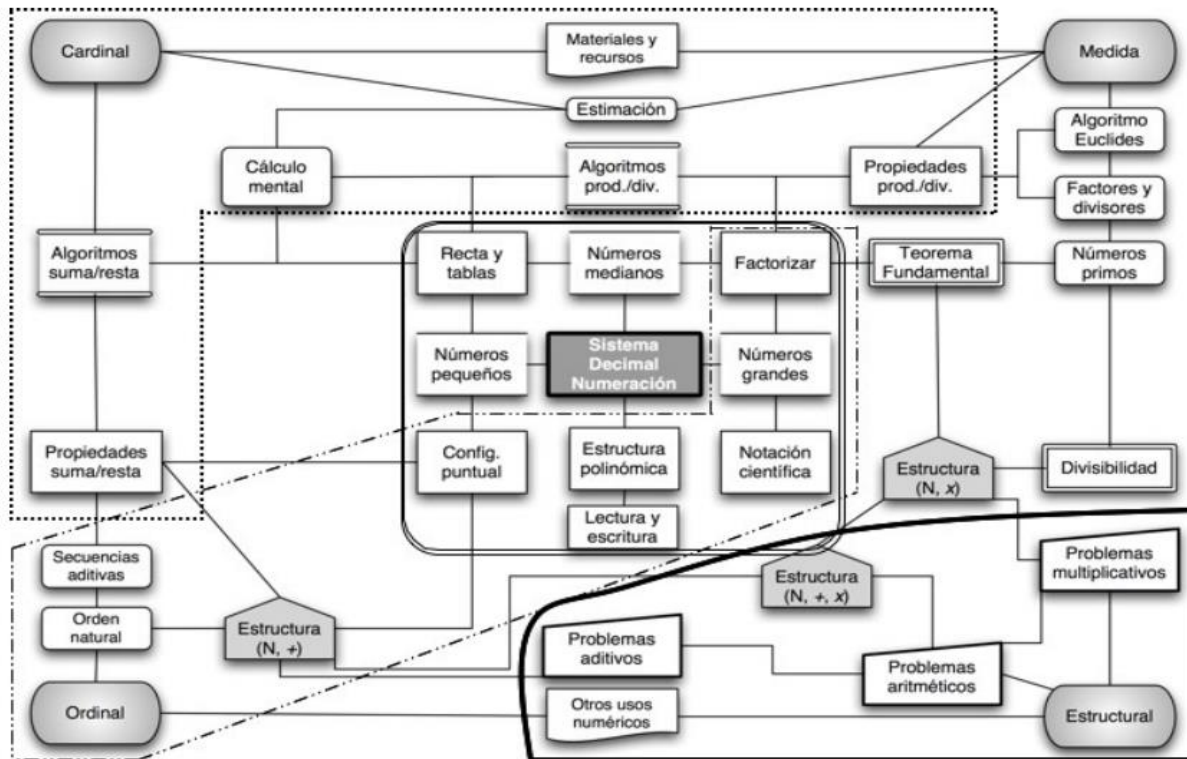 Cardinal
Materiales y
recursos
Medida
Estimación
Algoritmo
Euclides
Cálculo
mental
Algoritmos
prod./div.
Propiedades
prod./div.
Factores y
divisores
Algoritmos
suma/resta
Recta y
tablas
Números
medianos
Factorizar
Teorema
Fundamental
Números
primos
Números
pequeños
Sistema
Decimal
Numeración
Números
grandes
Propiedades
suma/resta
Config.
puntual
Estructura
polinómica
Notación
científica
Estructura
(N, x)
Divisibilidad
Lectura y
escritura
Secuencias
aditivas
Problemas
multiplicativos
Estructura
(N, +, x)
Orden
natural
Estructura
(N, +)
Problemas
aditivos
Problemas
aritméticos
Ordinal
Otros usos
numéricos
Estructural